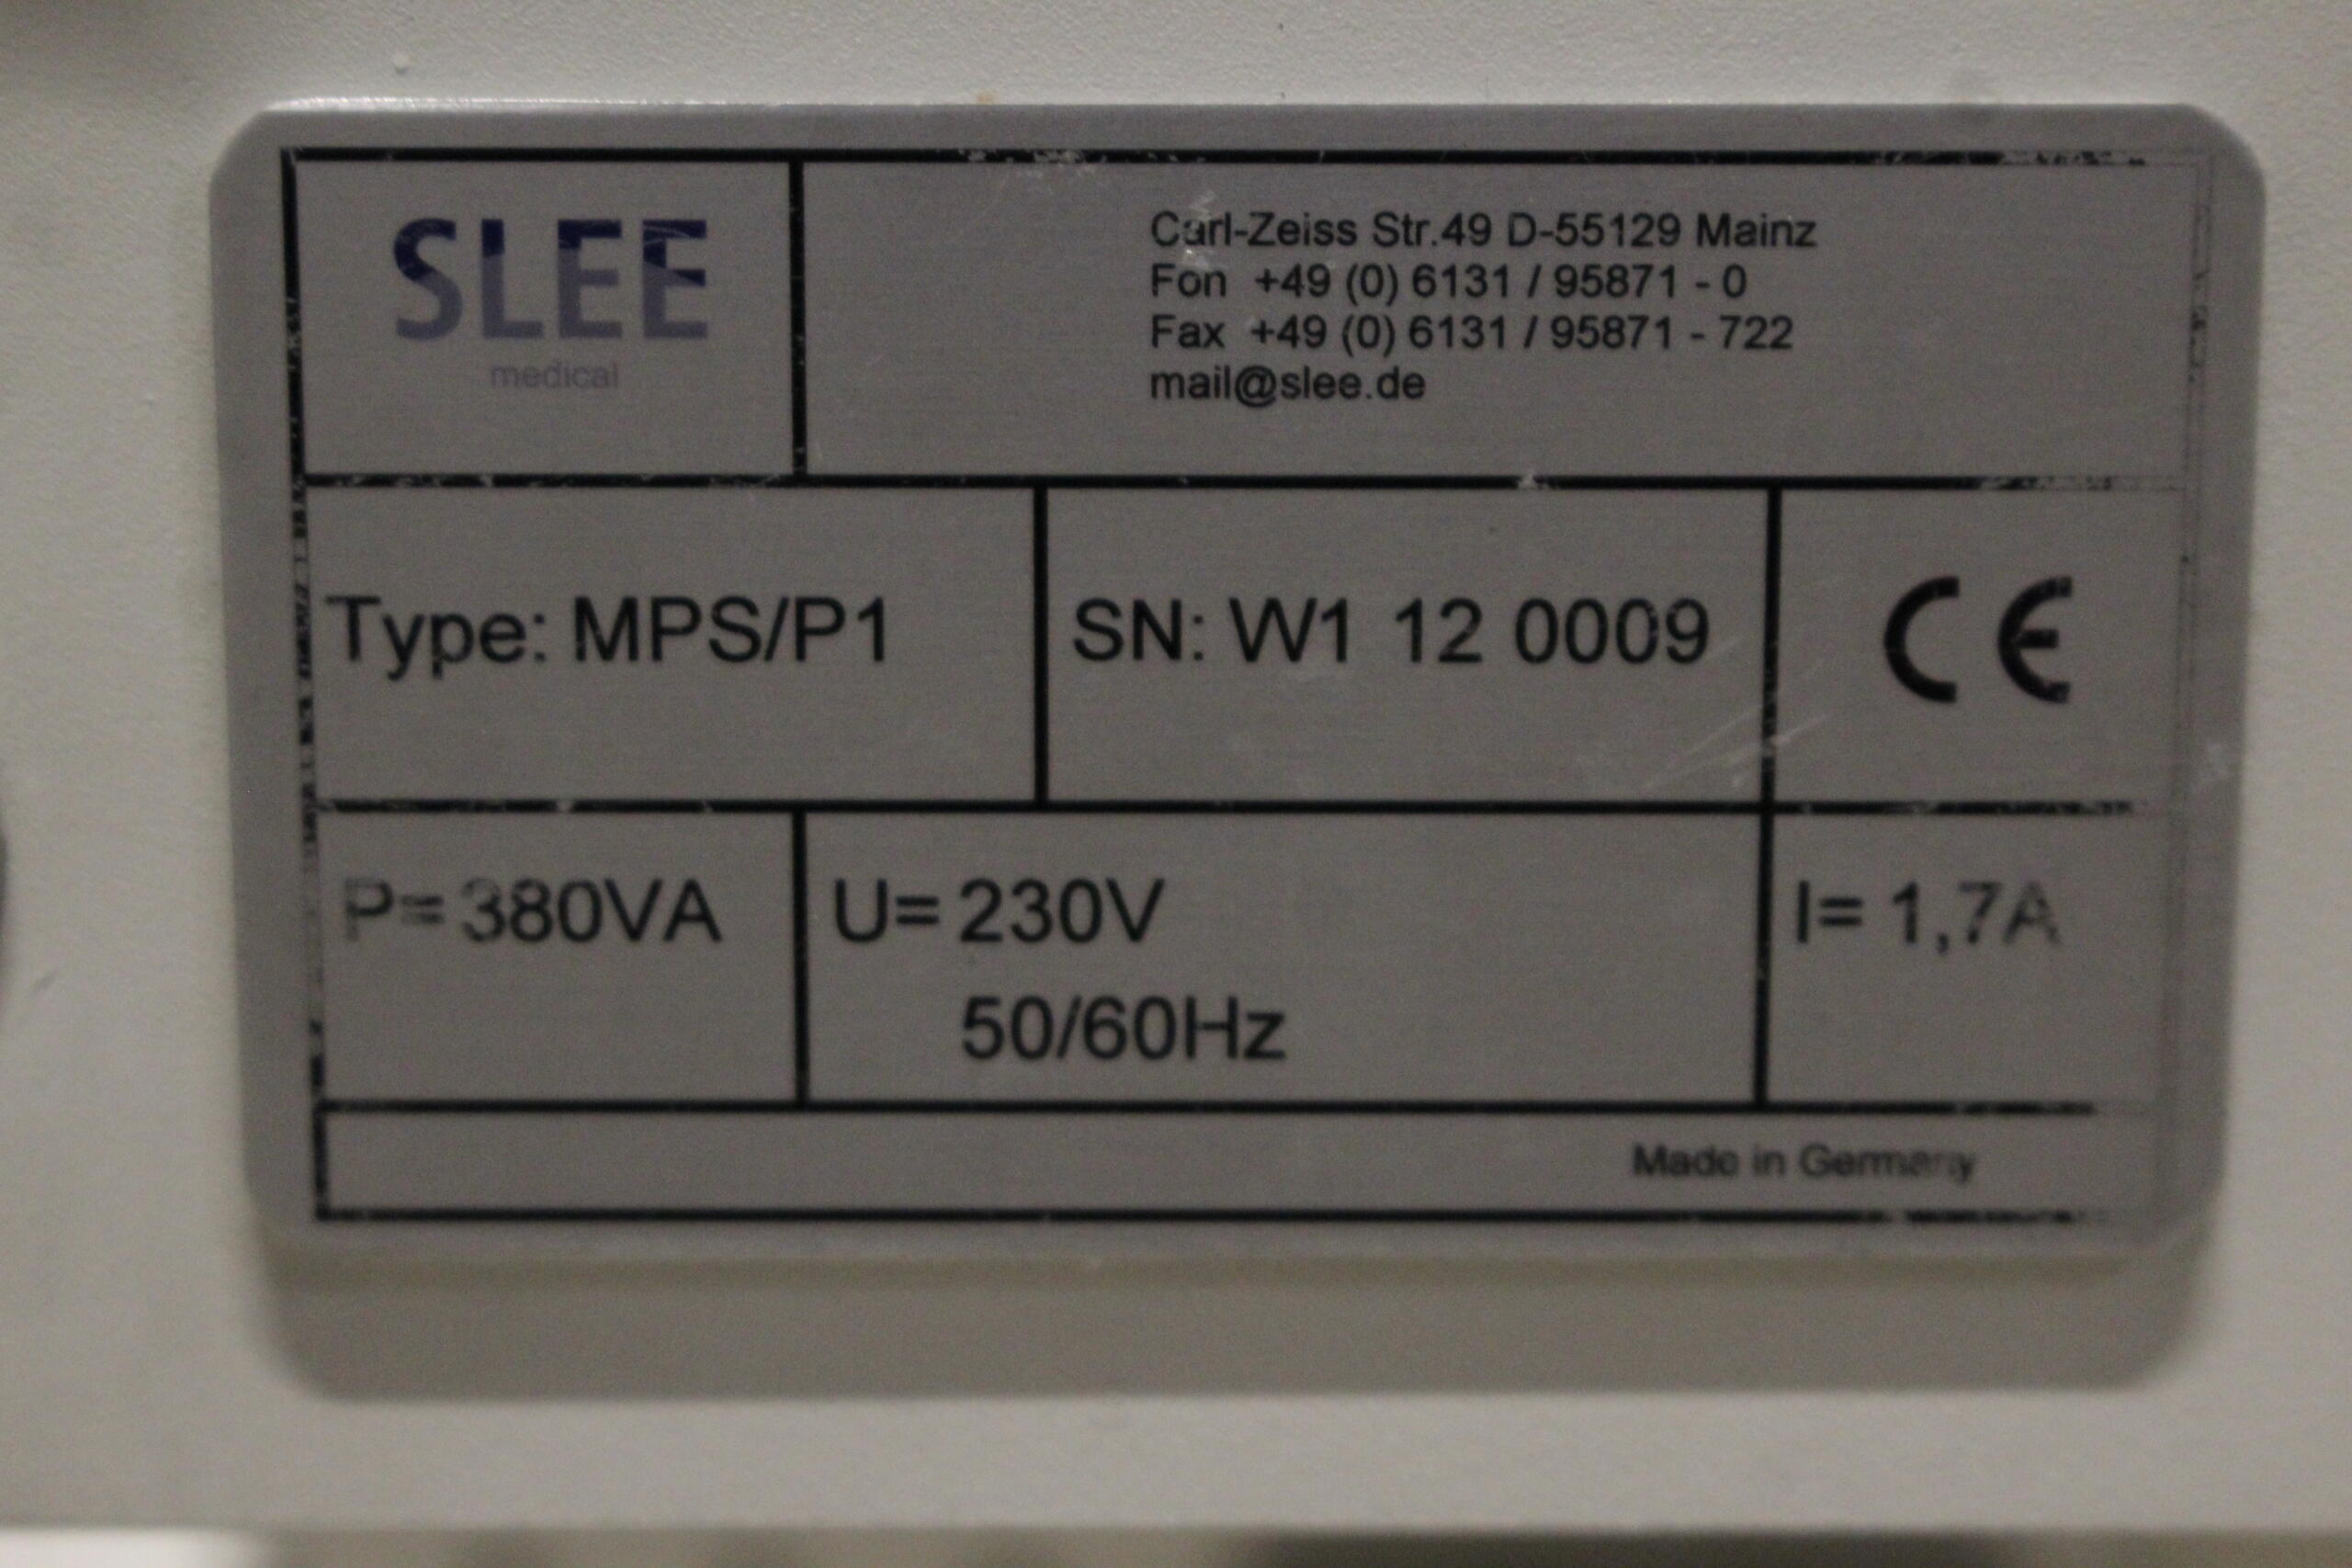 SLEE
medical
Carl-Zeiss Str.49 D-55129 Mainz
Fon +49 (0) 6131 / 95871 - 0
Fax +49 (0) 6131 / 95871 - 722
mail@slee.de
Type: MPS/P1
SN: W1 12 0009
CE
P= 380VA
U= 230V
50/60Hz
I= 1,7A
Made in Germany